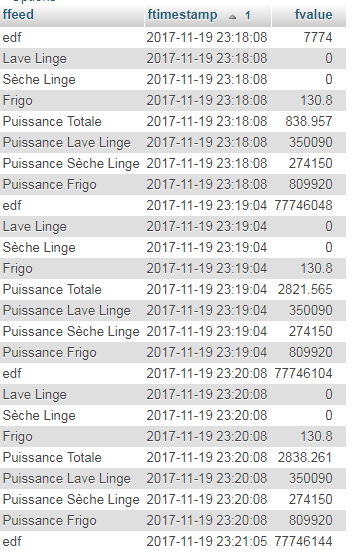 ffeed ftimestamp 1 fvalue
edf 2017-11-19 23:18:08 7774
Lave Linge 2017-11-19 23:18:08 0
Sèche Linge 2017-11-19 23:18:08 0
Frigo 2017-11-19 23:18:08 130.8
Puissance Totale 2017-11-19 23:18:08 838.957
Puissance Lave Linge 2017-11-19 23:18:08 350090
Puissance Sèche Linge 2017-11-19 23:18:08 274150
Puissance Frigo 2017-11-19 23:18:08 809920
edf 2017-11-19 23:19:04 77746048
Lave Linge 2017-11-19 23:19:04 0
Sèche Linge 2017-11-19 23:19:04 0
Frigo 2017-11-19 23:19:04 130.8
Puissance Totale 2017-11-19 23:19:04 2821.565
Puissance Lave Linge 2017-11-19 23:19:04 350090
Puissance Sèche Linge 2017-11-19 23:19:04 274150
Puissance Frigo 2017-11-19 23:19:04 809920
edf 2017-11-19 23:20:08 77746104
Lave Linge 2017-11-19 23:20:08 0
Sèche Linge 2017-11-19 23:20:08 0
Frigo 2017-11-19 23:20:08 130.8
Puissance Totale 2017-11-19 23:20:08 2838.261
Puissance Lave Linge 2017-11-19 23:20:08 350090
Puissance Sèche Linge 2017-11-19 23:20:08 274150
Puissance Frigo 2017-11-19 23:20:08 809920
edf 2017-11-19 23:21:05 77746144